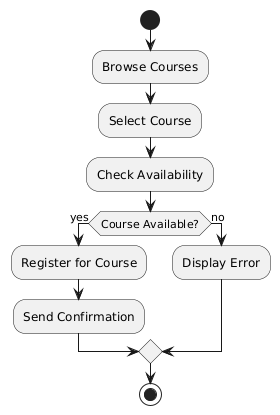 Browse Courses
Select Course
Check Availability
Course Available?
yes
no
Register for Course
Display Error
Send Confirmation